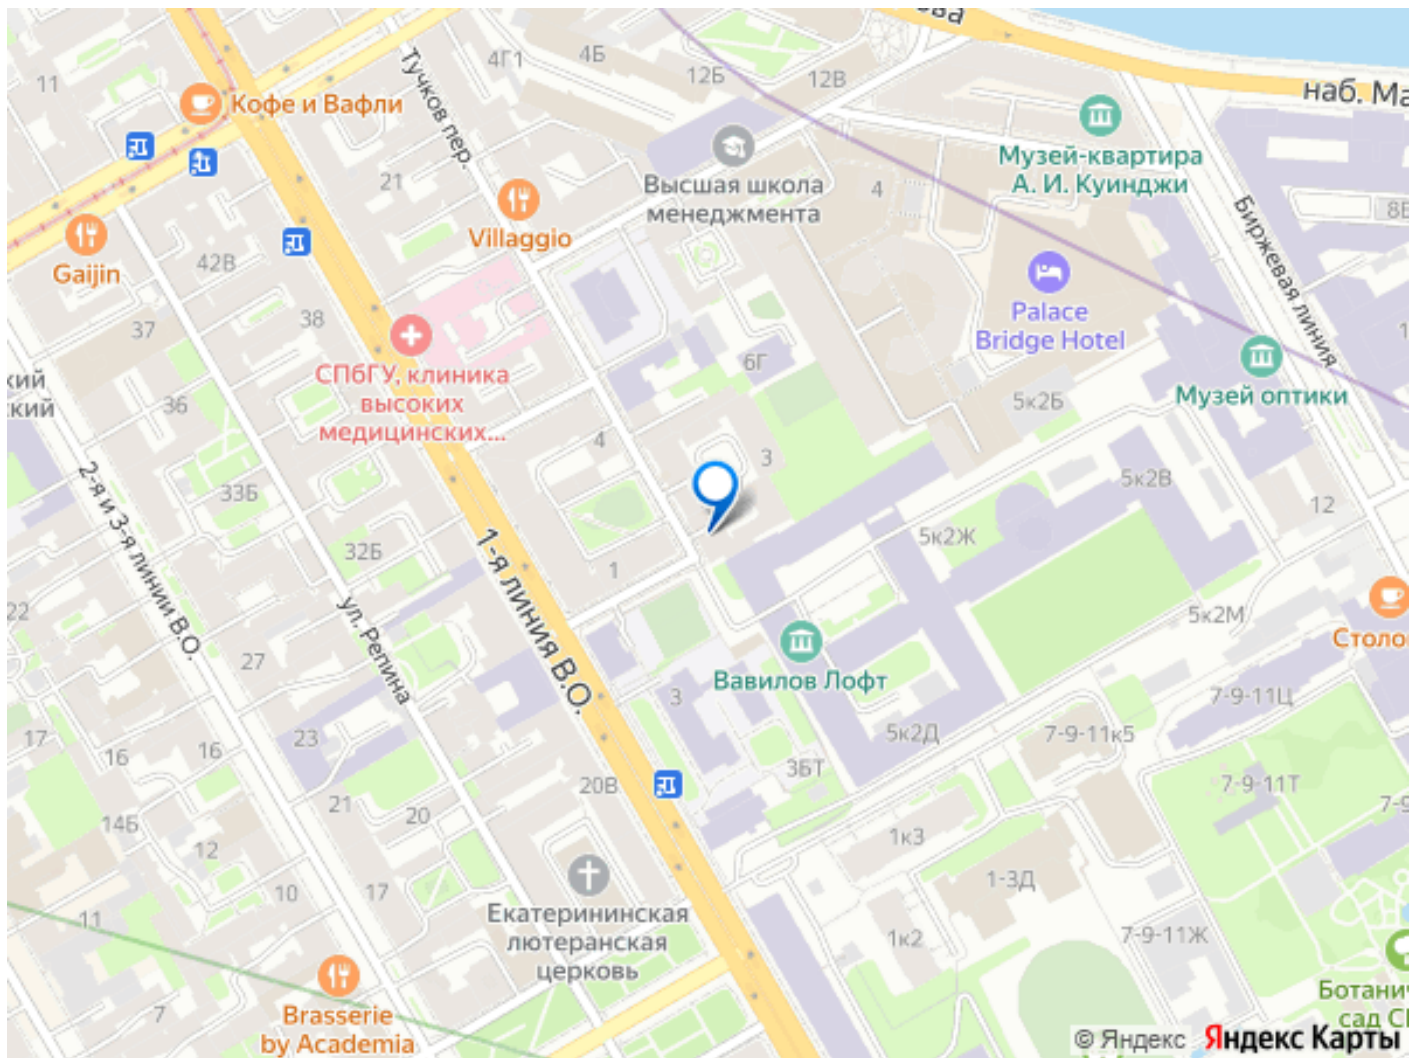 ова
наб. Ма
11
Кофе и Вафли
Тучков пер.
4Г1
4Б
12Б
12В
Музей-квартира
А. И. Куинджи
Высшая школа
менеджмента
4
21
Villaggio
Gaijin
42В
38
37
8Б
Биржевая линия
Palace
Bridge Hotel
Музей оптики
СПбГУ, клиника
высоких
медицинских...
кий
ский
36
6Г
5к2Б
4
3
2-я и 3-я линии В.О.
33Б
32Б
1-я линия В.О.
1
5к2В
5к2Ж
12
5к2М
Столо
22
ул. Репина
27
Вавилов Лофт
3
7-9-11Ц
17
16
16
23
5к2Д
7-9-11к5
3БТ
20В
7-9-11Т
7-9
21
20
14Б
12
1к3
10
17
1-3Д
11
Екатерининская
лютеранская
церковь
1к2
7-9-11Ж
Ботанич
сад С
7
Brasserie
by Academia
© Яндекс Яндекс Карты